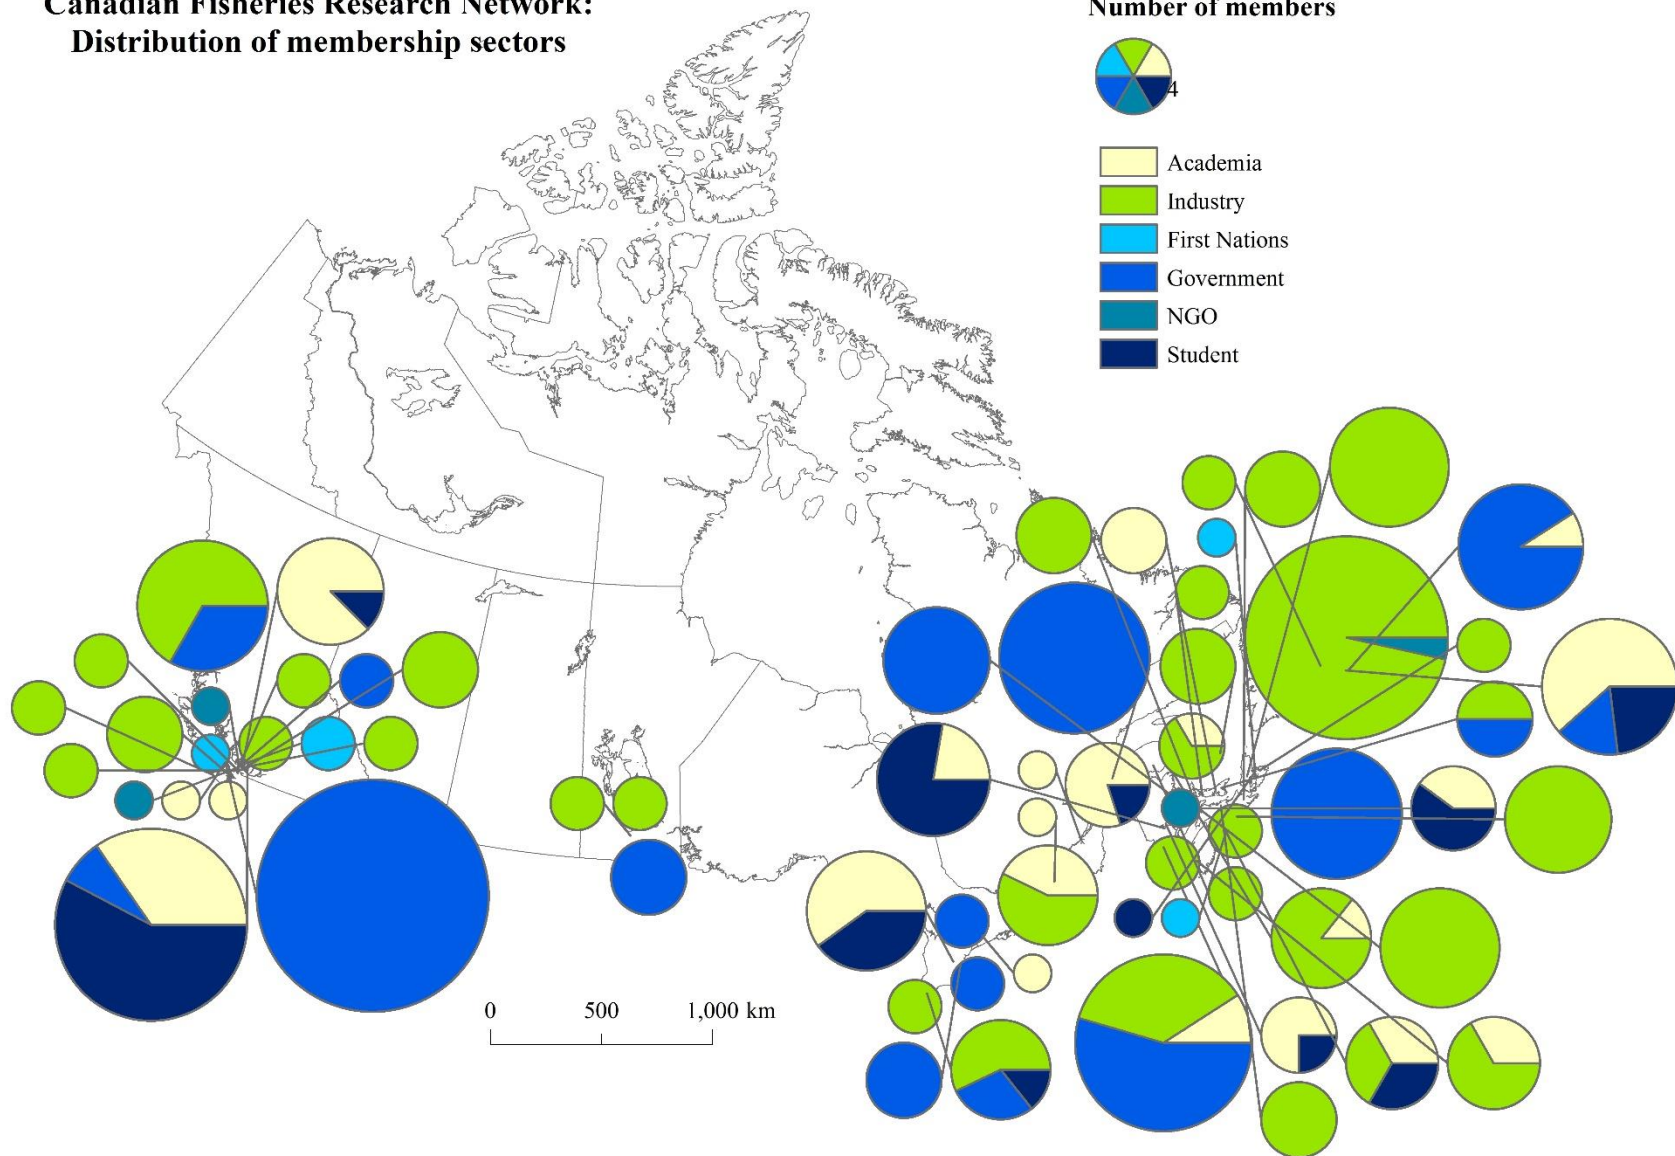 Canadian Fisheries Research Network:
Distribution of membership sectors
Number of members
4
Academia
Industry
First Nations
Government
NGO
Student
0 500 1,000 km